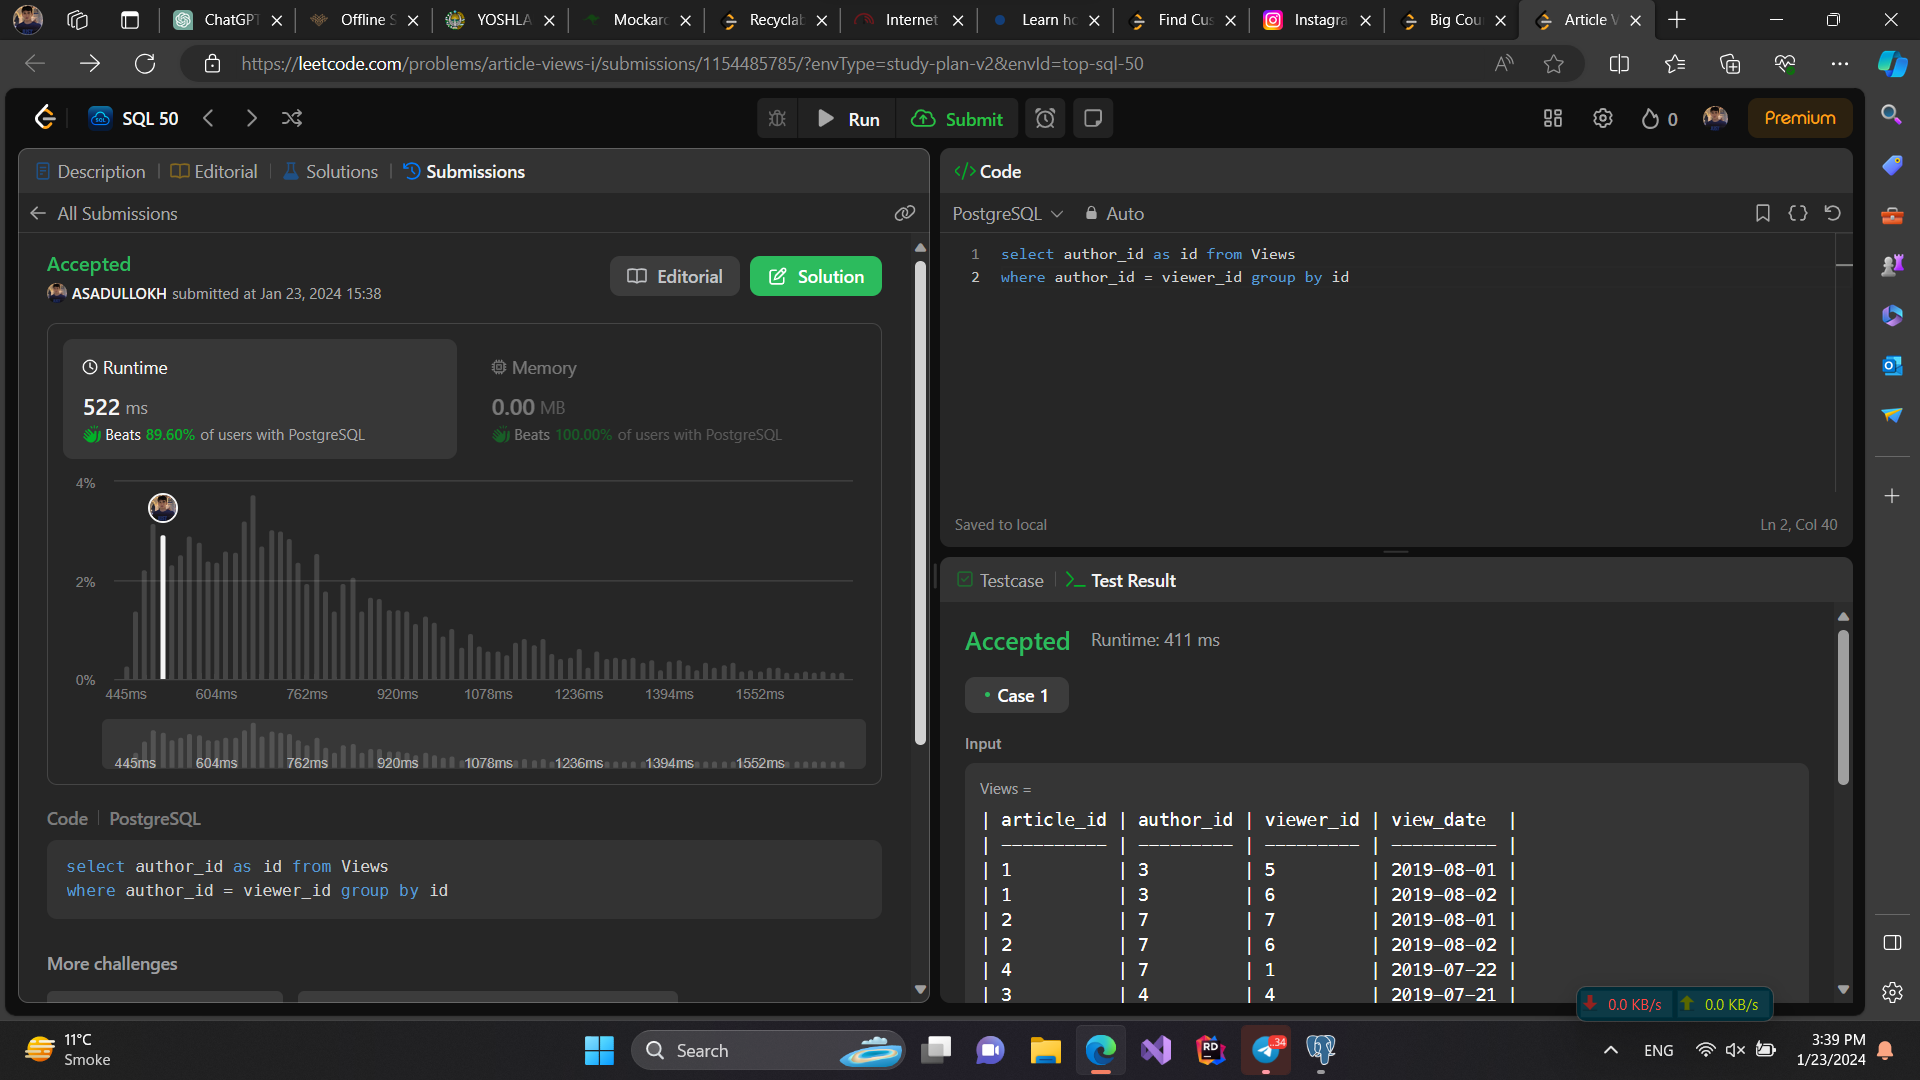 ChatGPT
Offline S
YOSHLA
Mockaro
Recyclab
Internet
Learn ho
Find Cus
Instagra
Big Cou
Article V
https://leetcode.com/problems/article-views-i/submissions/1154485785/?envType=study-plan-v2&envId=top-sql-50
SQL 50
Run
Submit
0
Premium
Description
Editorial
Solutions
Submissions
All Submissions
Accepted
ASADULLOKH submitted at Jan 23, 2024 15:38
Editorial
Solution
Runtime
522 ms
Beats 89.60% of users with PostgreSQL
Memory
0.00 MB
Beats 100.00% of users with PostgreSQL
4%
2%
0%
445ms 604ms 762ms 920ms 1078ms 1236ms 1394ms 1552ms
445ms 604ms 762ms 920ms 1078ms 1236ms 1394ms 1552ms
Code | PostgreSQL
select author_id as id from Views
where author_id = viewer_id group by id
More challenges
</> Code
PostgreSQL
Auto
1 select author_id as id from Views
2 where author_id = viewer_id group by id
Saved to local
Ln 2, Col 40
Testcase
Test Result
Accepted
Runtime: 411 ms
• Case 1
Input
Views =
| article_id | author_id | viewer_id | view_date |
| ---------- | --------- | --------- | ---------- |
| 1 | 3 | 5 | 2019-08-01 |
| 1 | 3 | 6 | 2019-08-02 |
| 2 | 7 | 7 | 2019-08-01 |
| 2 | 7 | 6 | 2019-08-02 |
| 4 | 7 | 1 | 2019-07-22 |
| 3 | 4 | 4 | 2019-07-21 |
0.0 KB/s
0.0 KB/s
11°C
Smoke
Search
RD
34
ENG
3:39 PM
1/23/2024